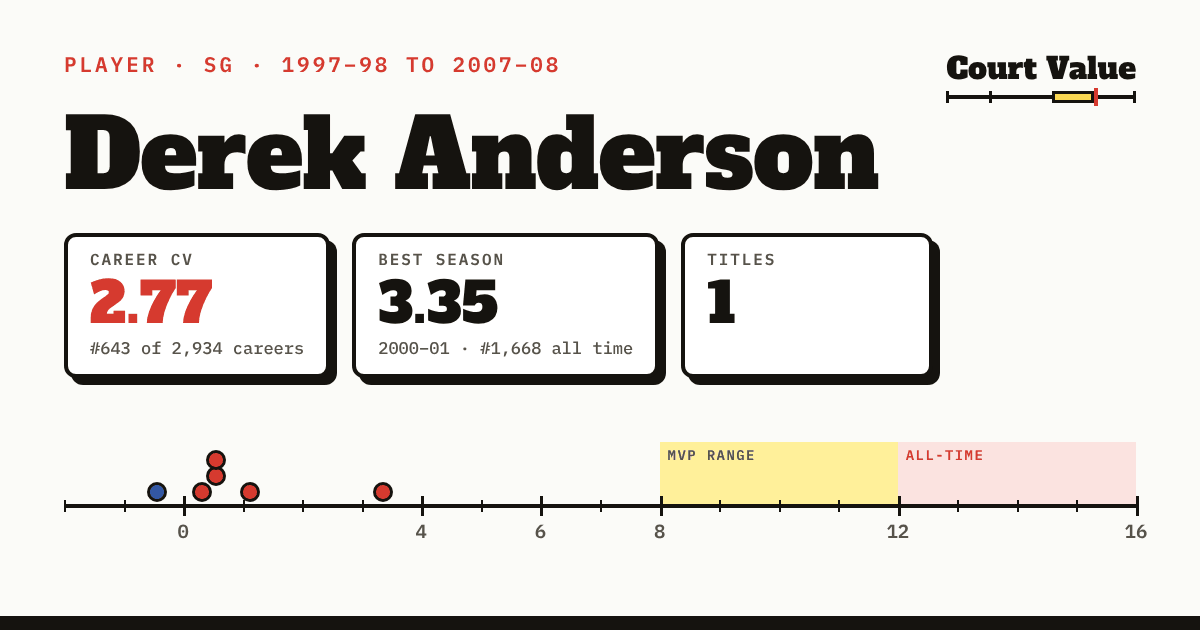 PLAYER · SG · 1997–98 TO 2007–08
Court Value
Derek Anderson
CAREER CV
2.77
#643 of 2,934 careers
BEST SEASON
3.35
2000–01 · #1,668 all time
TITLES
1
MVP RANGE
ALL-TIME
0 4 6 8 12 16